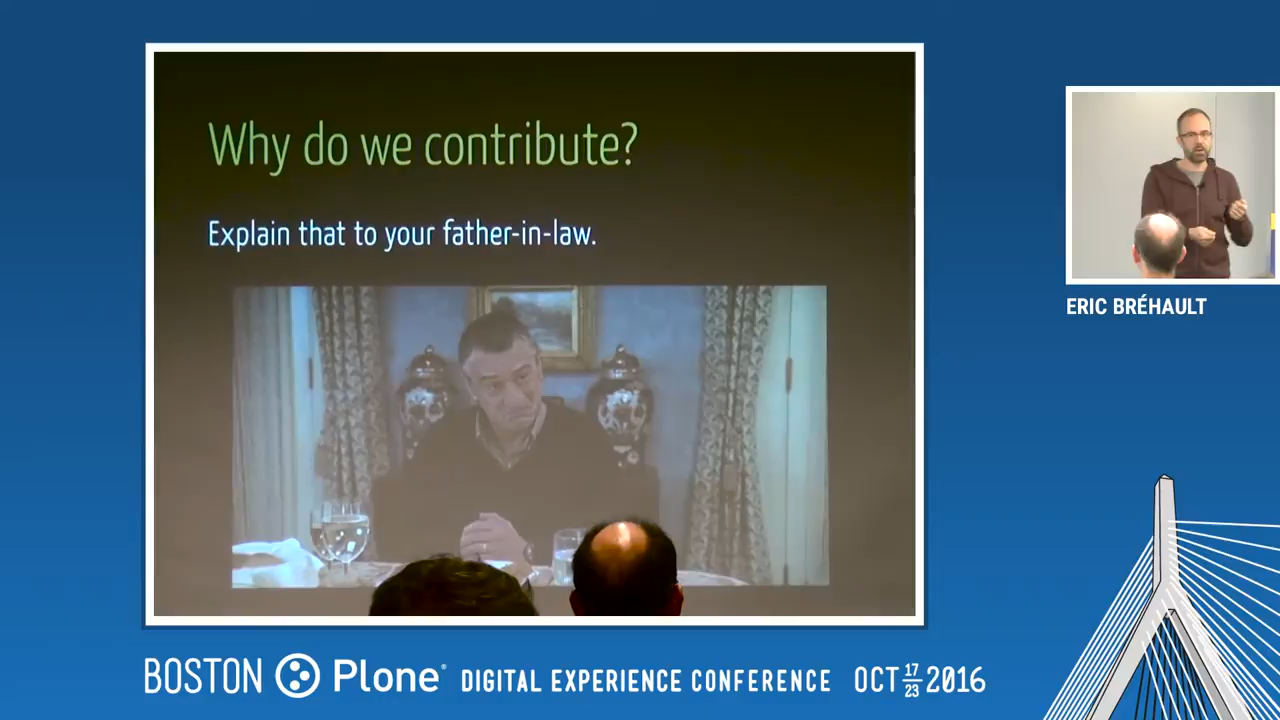 Why do we contribute?
Explain that to your father-in-law.
ERIC BRÉHAULT
BOSTON Plone® DIGITAL EXPERIENCE CONFERENCE OCT 17 23 2016